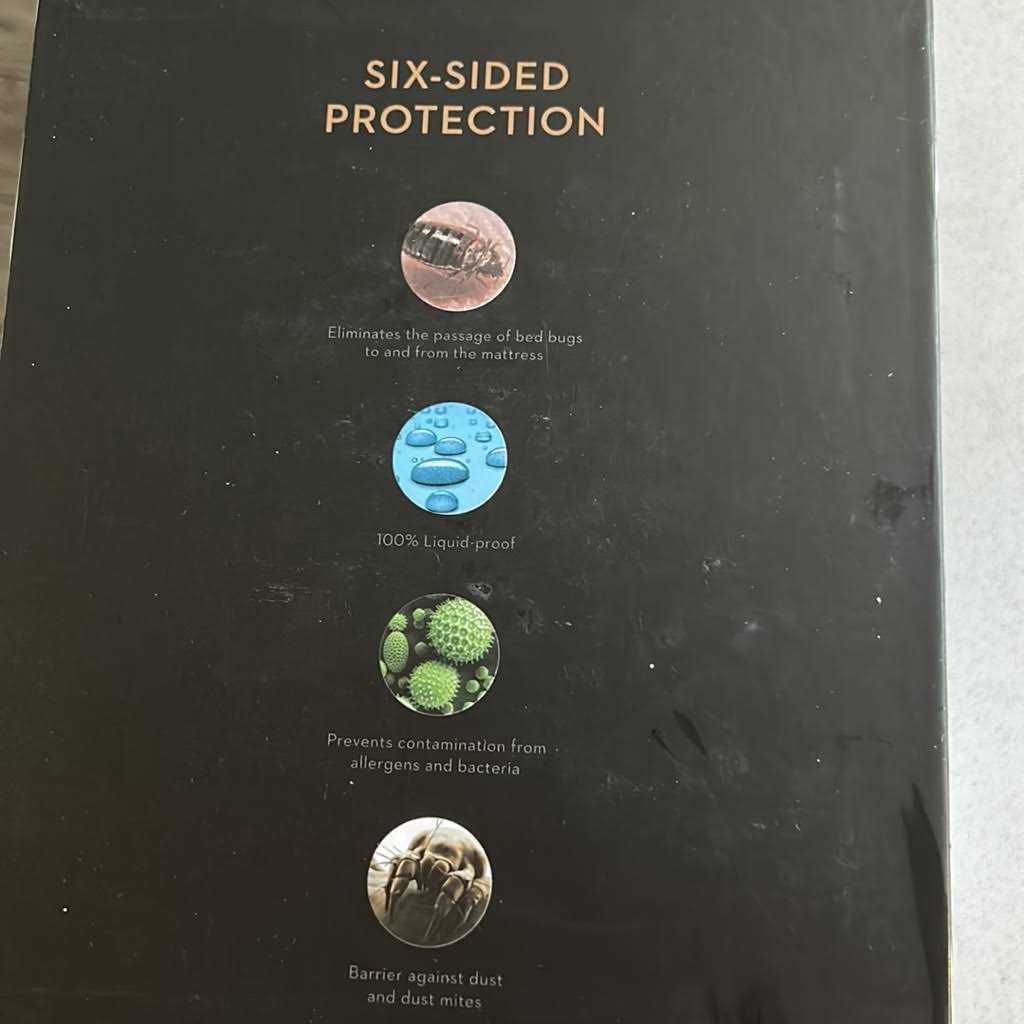 SIX-SIDED
PROTECTION
Eliminates the passage of bed bugs
to and from the mattress
100% Liquid-proof
Prevents contamination from
allergens and bacteria
Barrier against dust
and dust mites